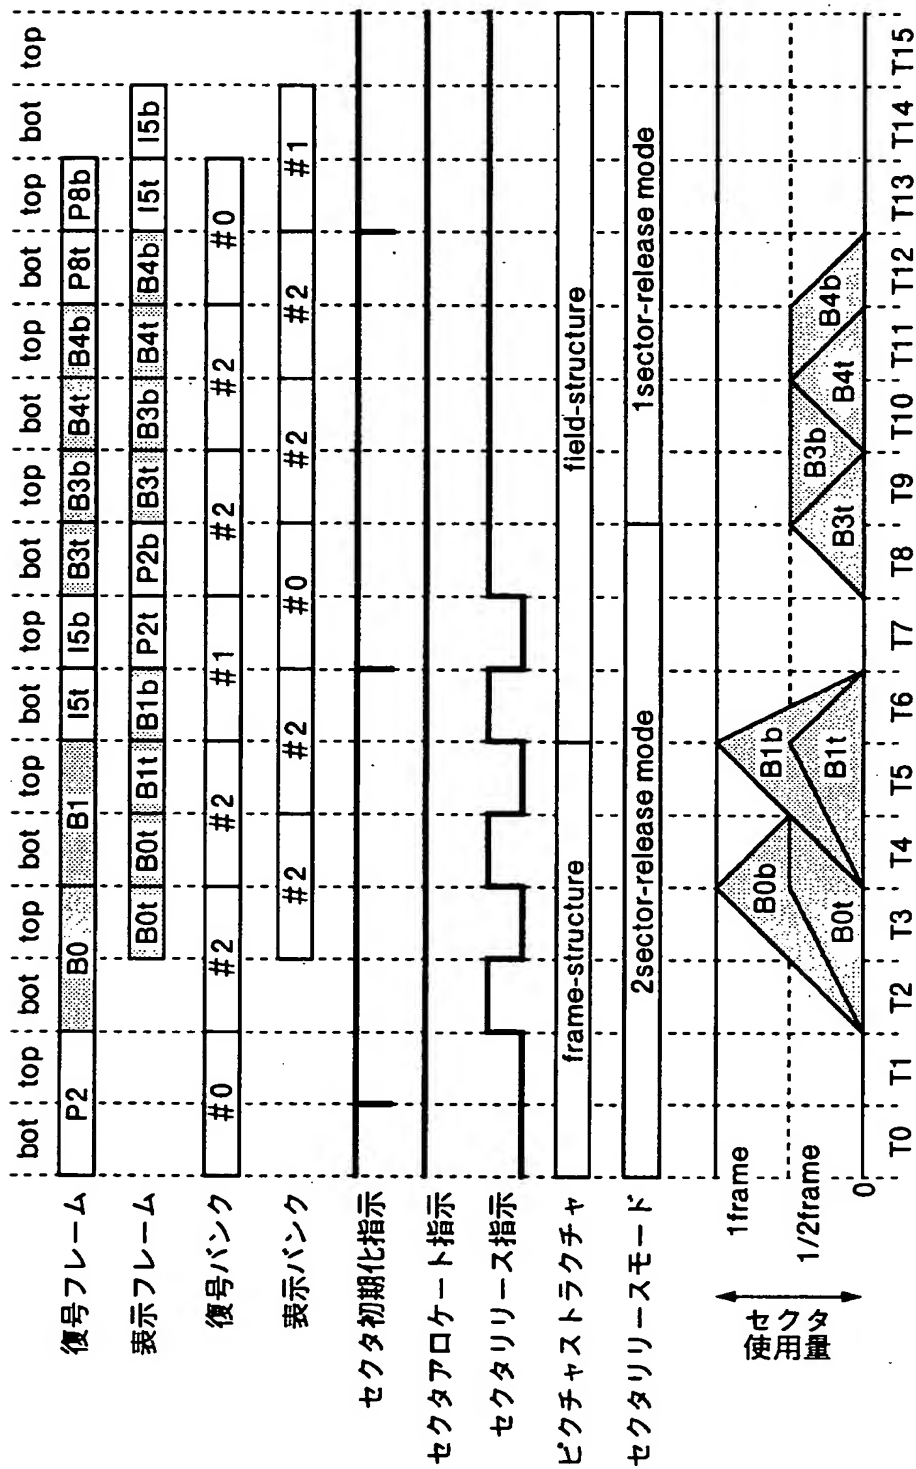 bot top bot top bot top bot top bot top bot top bot top bot top
復号フレーム P2 B0 B1 I5t I5b B3t B3b B4t B4b P8t P8b
表示フレーム B0t B0t B1t B1b P2t P2b B3t B3b B4t B4b I5t I5b
復号バンク #0 #2 #2 #1 #2 #2 #0
表示バンク #2 #2 #0 #2 #2 #1
セクタ初期化指示
セクタアロケート指示
セクタリリース指示
ピクチャストラクチャ frame-structure field-structure
セクタリリースモード 2sector-release mode 1sector-release mode
セクタ
使用量
1frame
1/2frame
0
B0b B0t B1b B1t B3t B3b B4t B4b
T0 T1 T2 T3 T4 T5 T6 T7 T8 T9 T10 T11 T12 T13 T14 T15